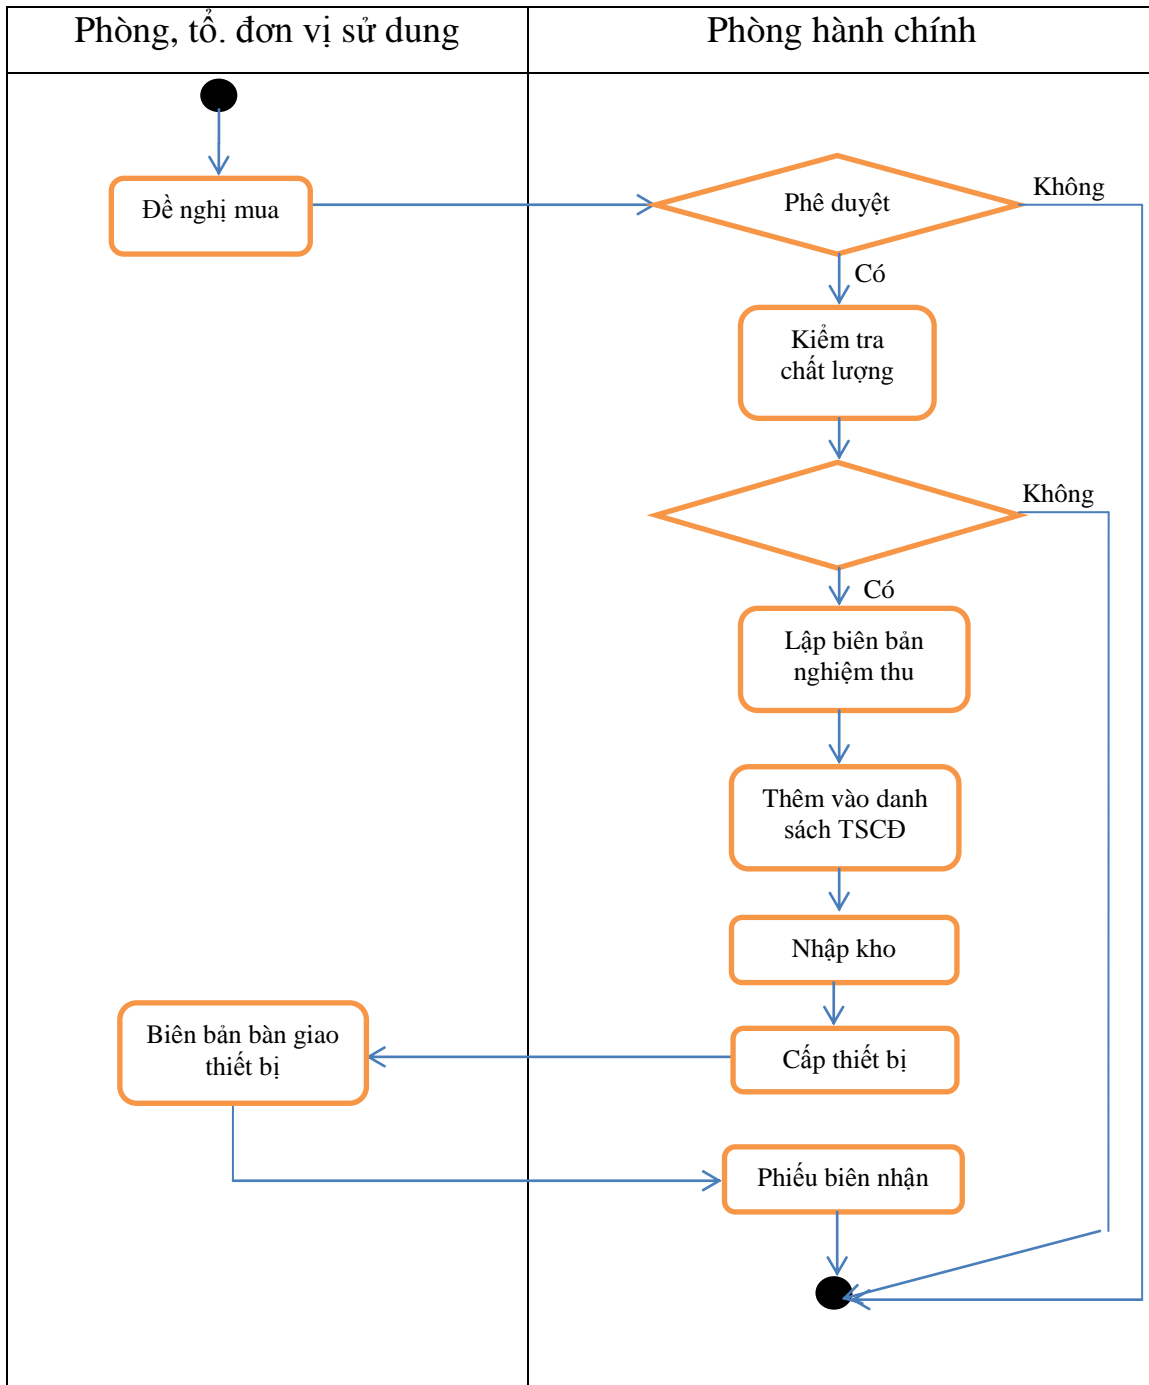 Phòng, tổ. đơn vị sử dung
Phòng hành chính
Đề nghị mua
Phê duyệt
Không
Có
Kiểm tra
chất lượng
Không
Có
Lập biên bản
nghiệm thu
Thêm vào danh
sách TSCĐ
Nhập kho
Biên bản bàn giao
thiết bị
Cấp thiết bị
Phiếu biên nhận